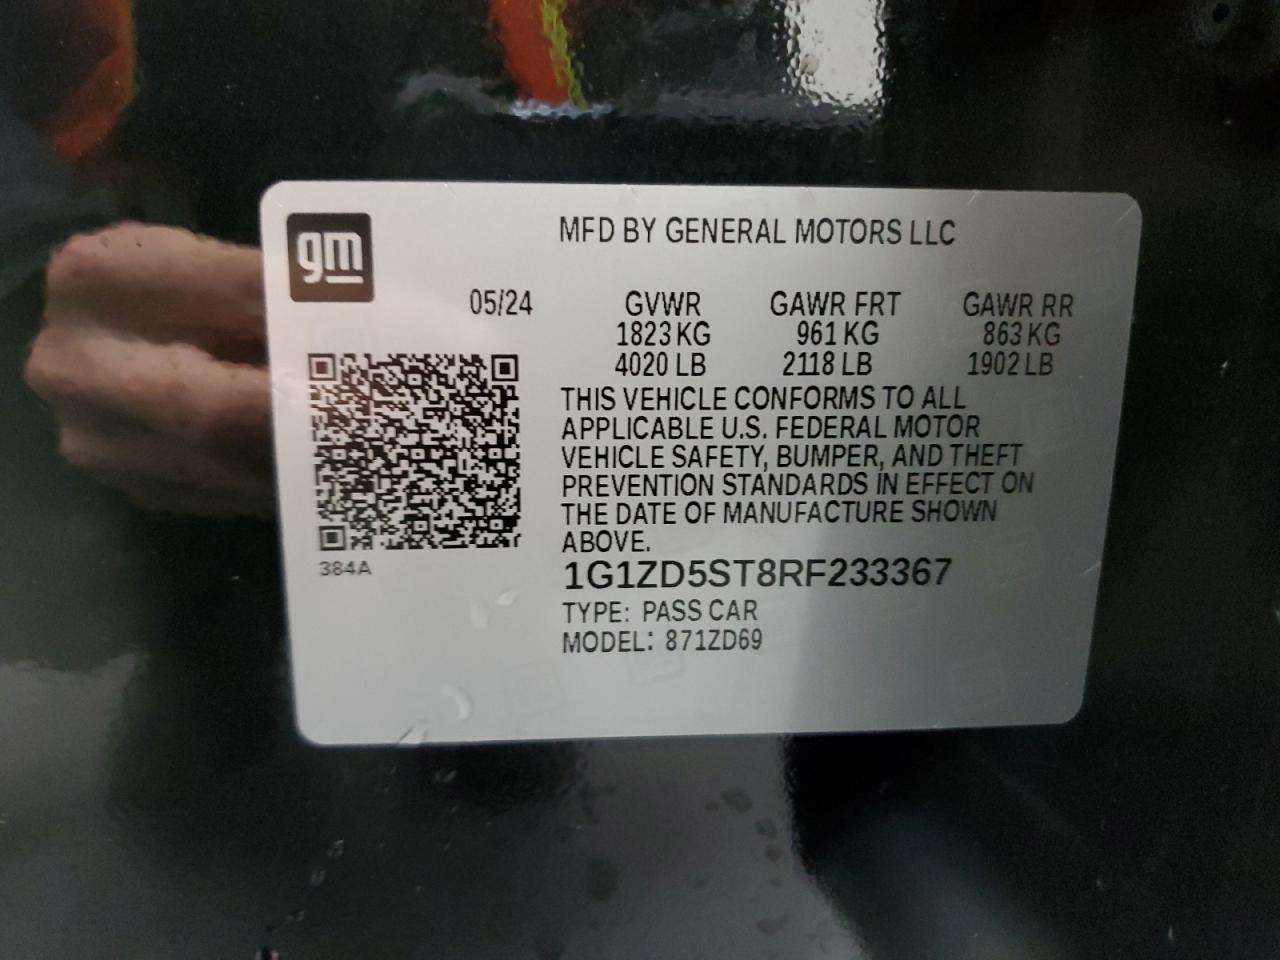 gm
MFD BY GENERAL MOTORS LLC
05/24 GVWR GAWR FRT GAWR RR
1823 KG 961 KG 863 KG
4020 LB 2118 LB 1902 LB
THIS VEHICLE CONFORMS TO ALL
APPLICABLE U.S. FEDERAL MOTOR
VEHICLE SAFETY, BUMPER, AND THEFT
PREVENTION STANDARDS IN EFFECT ON
THE DATE OF MANUFACTURE SHOWN
ABOVE.
384A
1G1ZD5ST8RF233367
TYPE: PASS CAR
MODEL: 871ZD69